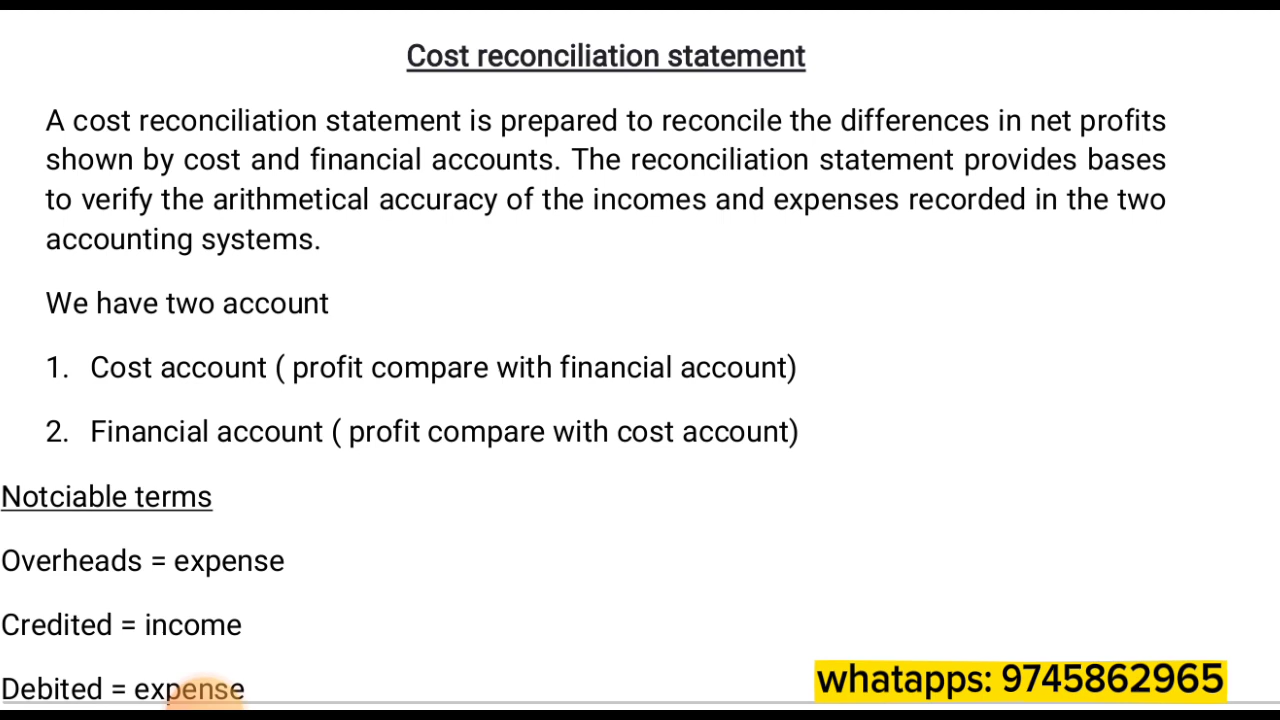 Cost reconciliation statement
A cost reconciliation statement is prepared to reconcile the differences in net profits
shown by cost and financial accounts. The reconciliation statement provides bases
to verify the arithmetical accuracy of the incomes and expenses recorded in the two
accounting systems.
We have two account
1. Cost account ( profit compare with financial account)
2. Financial account ( profit compare with cost account)
Notciable terms
Overheads = expense
Credited = income
Debited = expense
whatapps: 9745862965